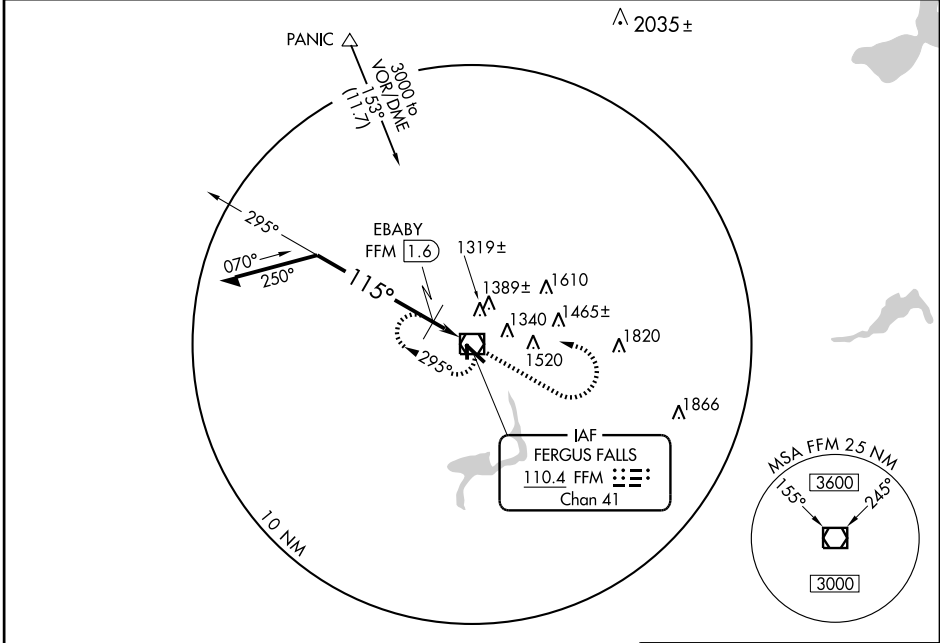 2035±
PANIC
3000 to
VOR/DME
153°
(11.7)
295°
EBABY
FFM 1.6
1319±
070°
250°
1389±
1610
115°
1340
1465±
1820
1520
295°
1866
IAF
FERGUS FALLS
110.4 FFM
Chan 41
10 NM
MSA FFM 25 NM
3600
155°
245°
3000